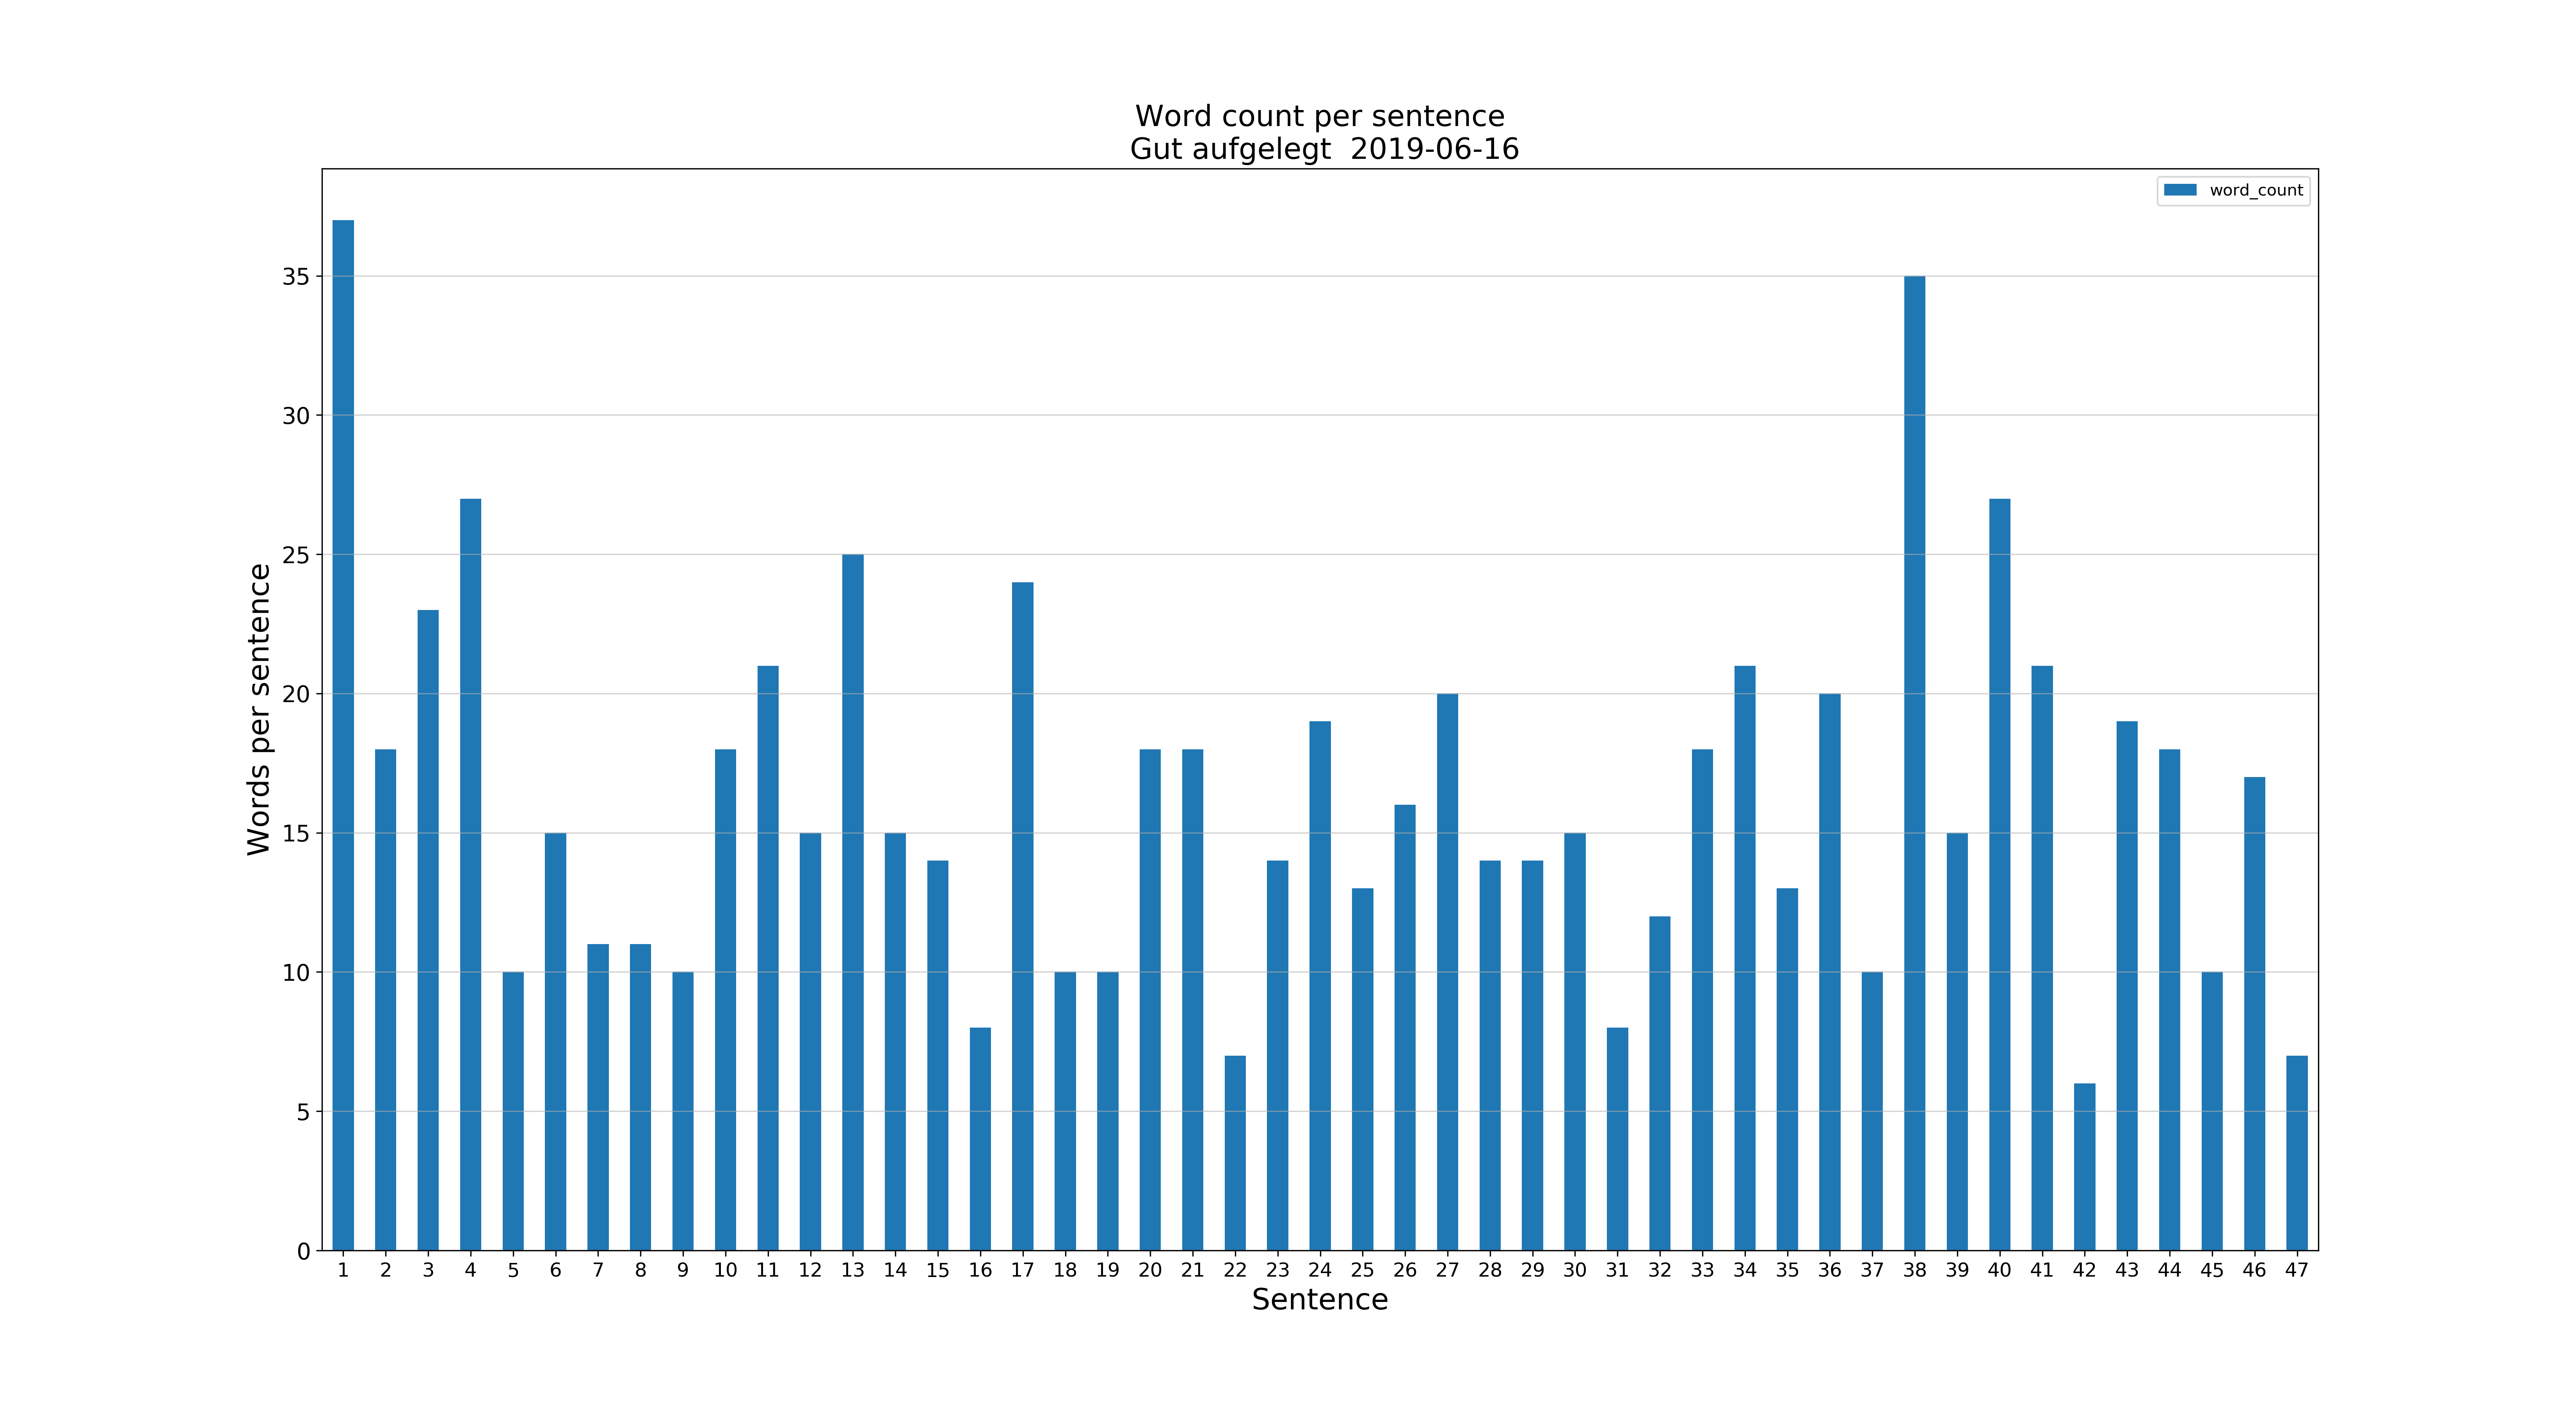 Word count per sentence
Gut aufgelegt  2019-06-16
word_count
35
30
25
20
15
10
5
0
Words per sentence
1 2 3 4 5 6 7 8 9 10 11 12 13 14 15 16 17 18 19 20 21 22 23 24 25 26 27 28 29 30 31 32 33 34 35 36 37 38 39 40 41 42 43 44 45 46 47
Sentence